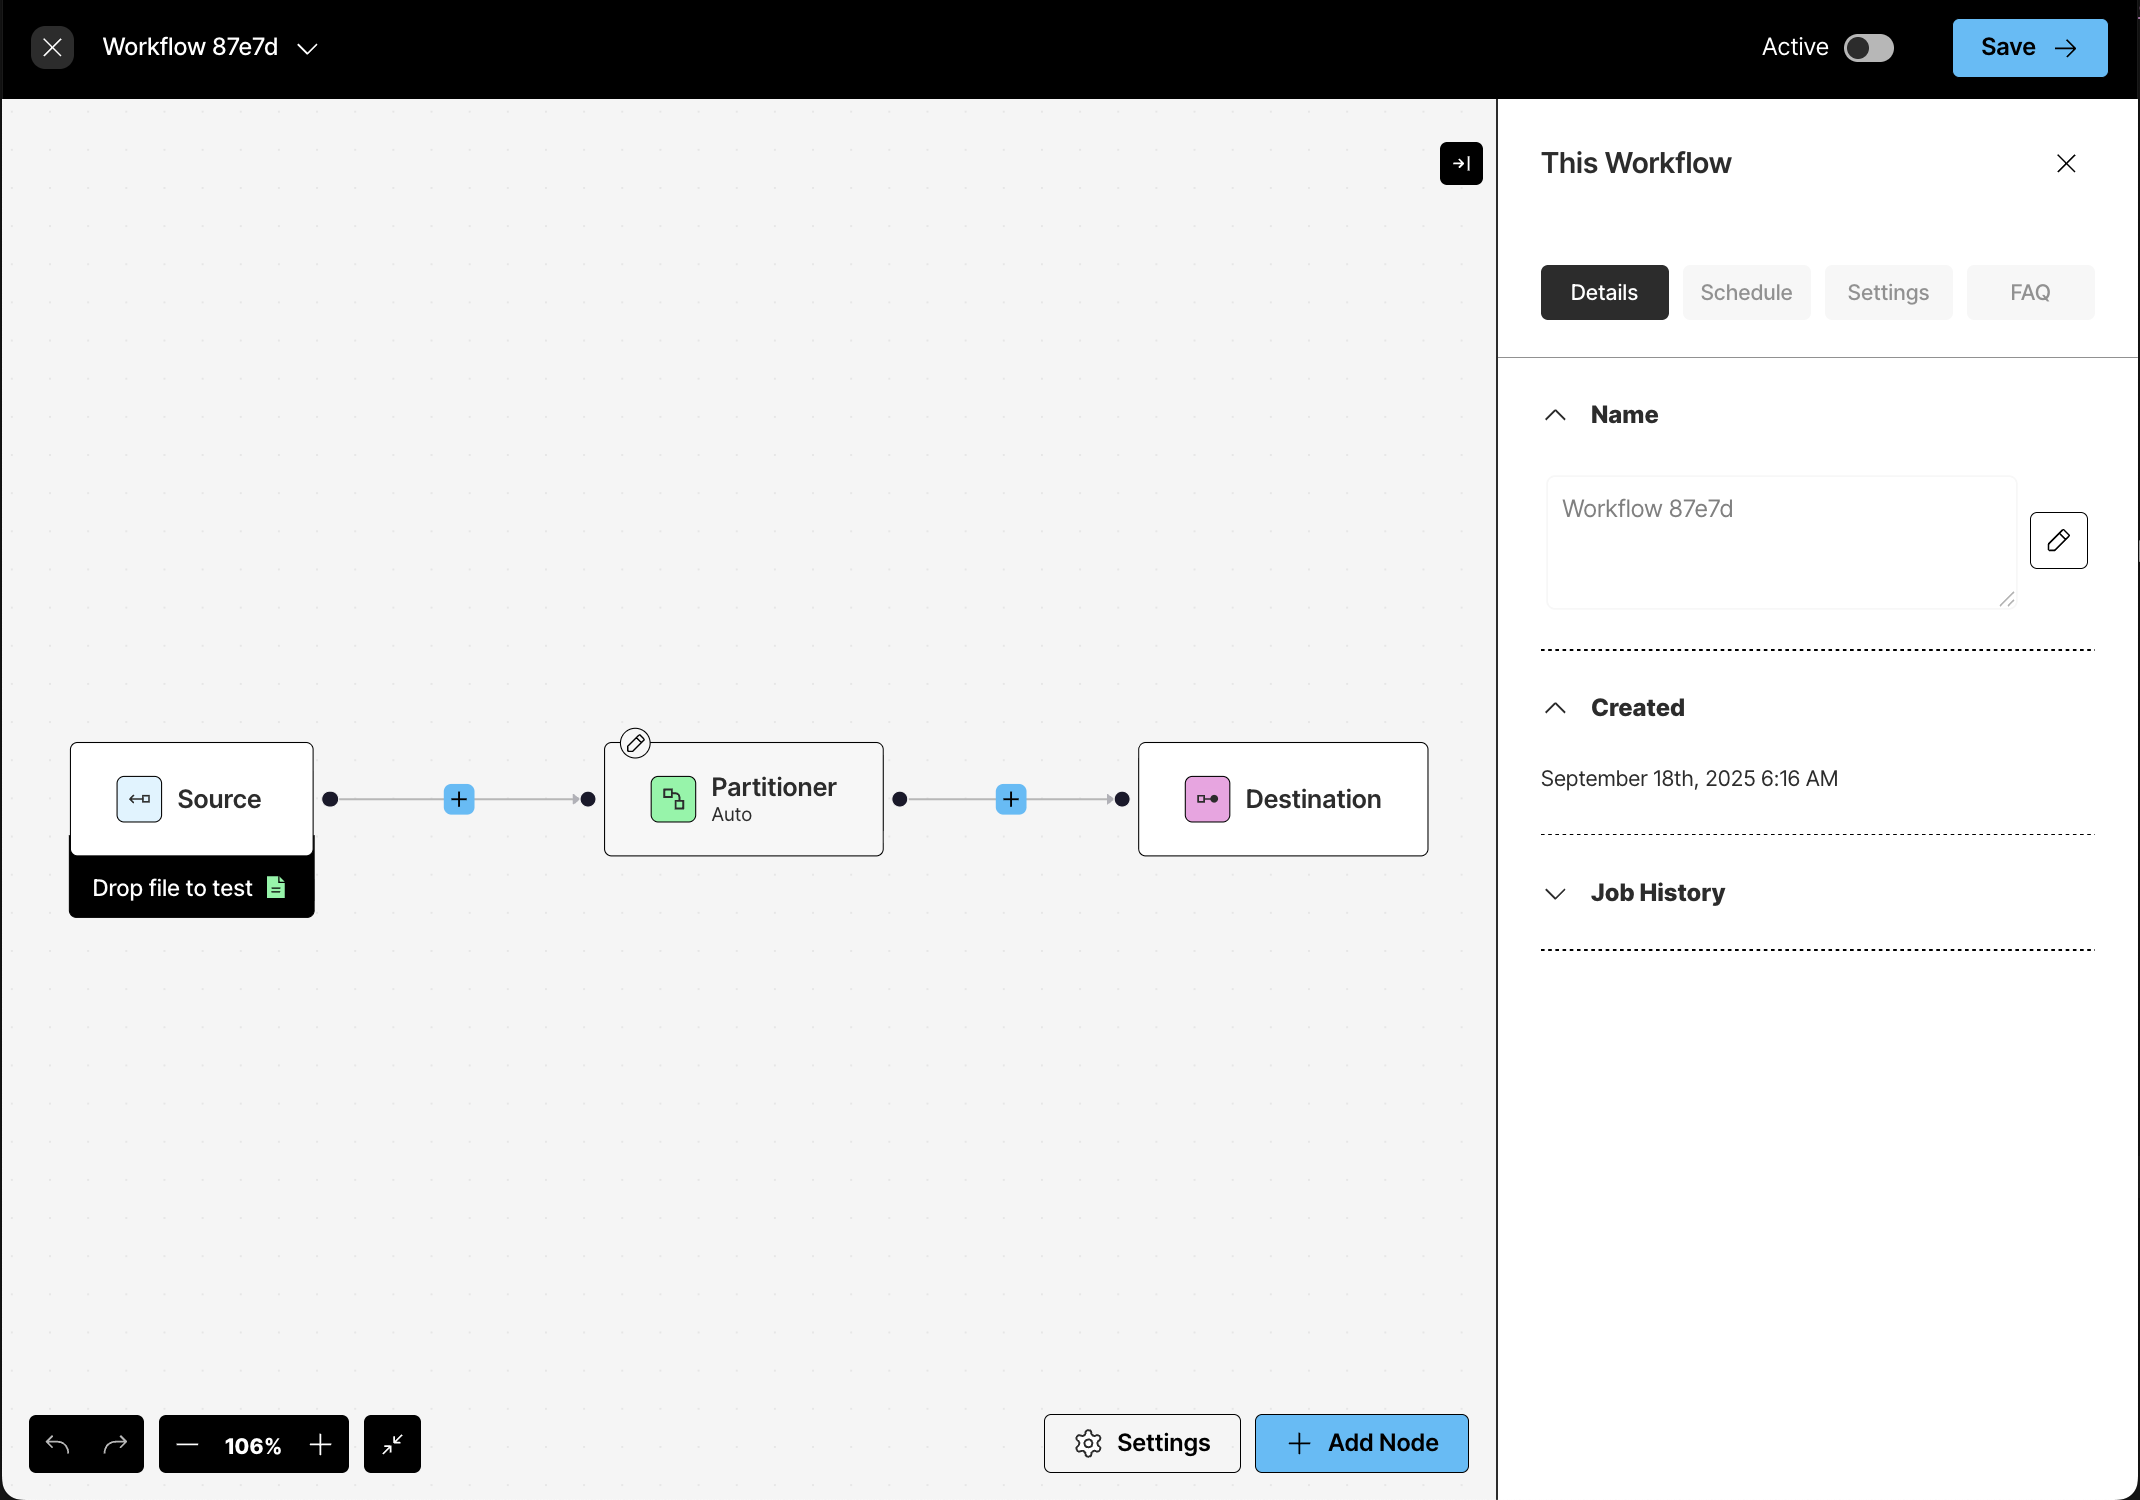 Workflow 87e7d
Active
Save
This Workflow
Details
Schedule
Settings
FAQ
Name
Workflow 87e7d
Created
September 18th, 2025 6:16 AM
Job History
Source
Drop file to test
Partitioner
Auto
Destination
106%
Settings
Add Node